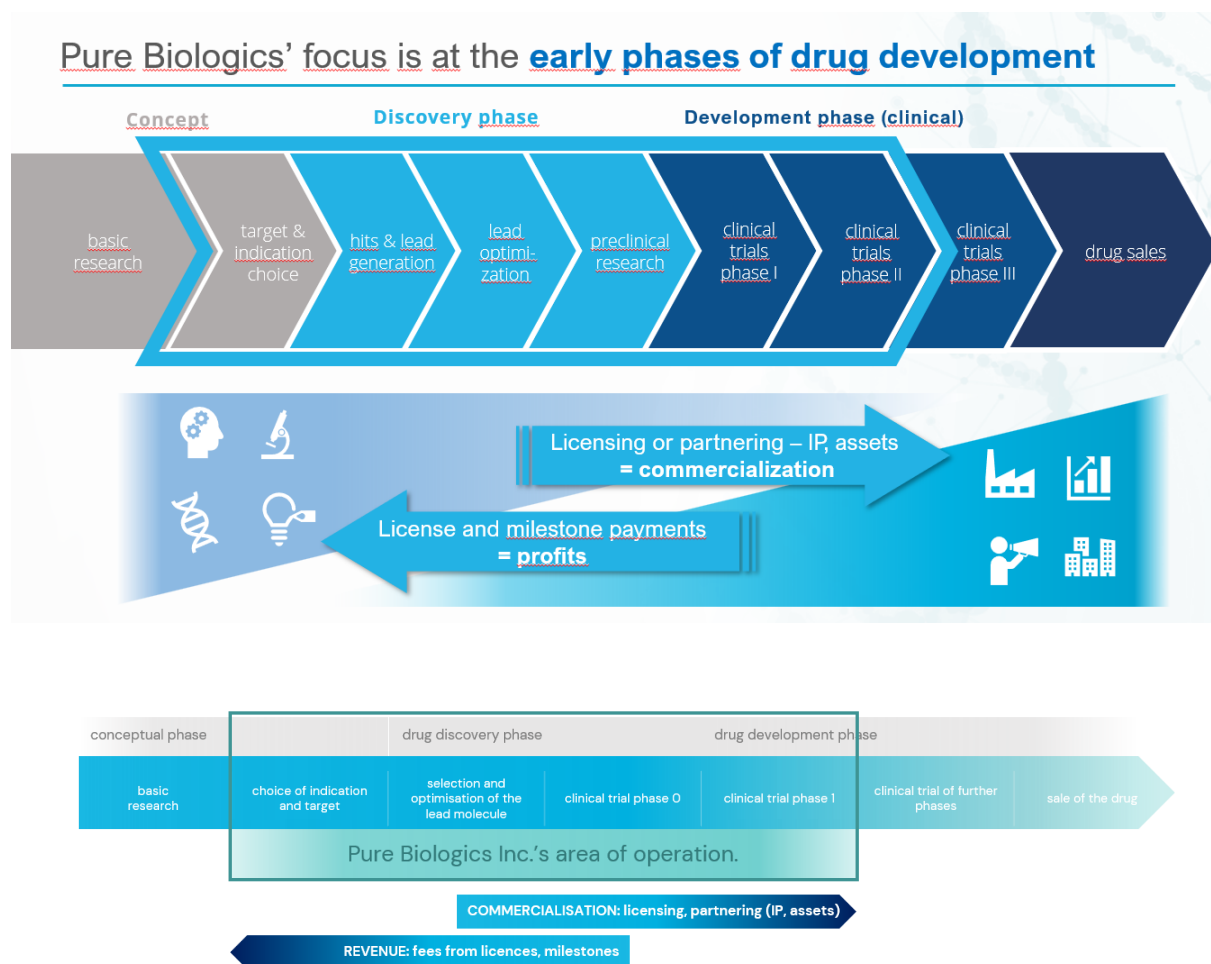 Pure Biologics’ focus is at the early phases of drug development
Concept
Discovery phase
Development phase (clinical)
basic
research
target &
indication
choice
hits & lead
generation
lead
optimi-
zation
preclinical
research
clinical
trials
phase I
clinical
trials
phase II
clinical
trials
phase III
drug sales
Licensing or partnering – IP, assets
= commercialization
License and milestone payments
= profits
conceptual phase
drug discovery phase
drug development phase
basic
research
choice of indication
and target
selection and
optimisation of the
lead molecule
clinical trial phase 0
clinical trial phase 1
clinical trial of further
phases
sale of the drug
Pure Biologics Inc.’s area of operation.
COMMERCIALISATION: licensing, partnering (IP, assets)
REVENUE: fees from licences, milestones